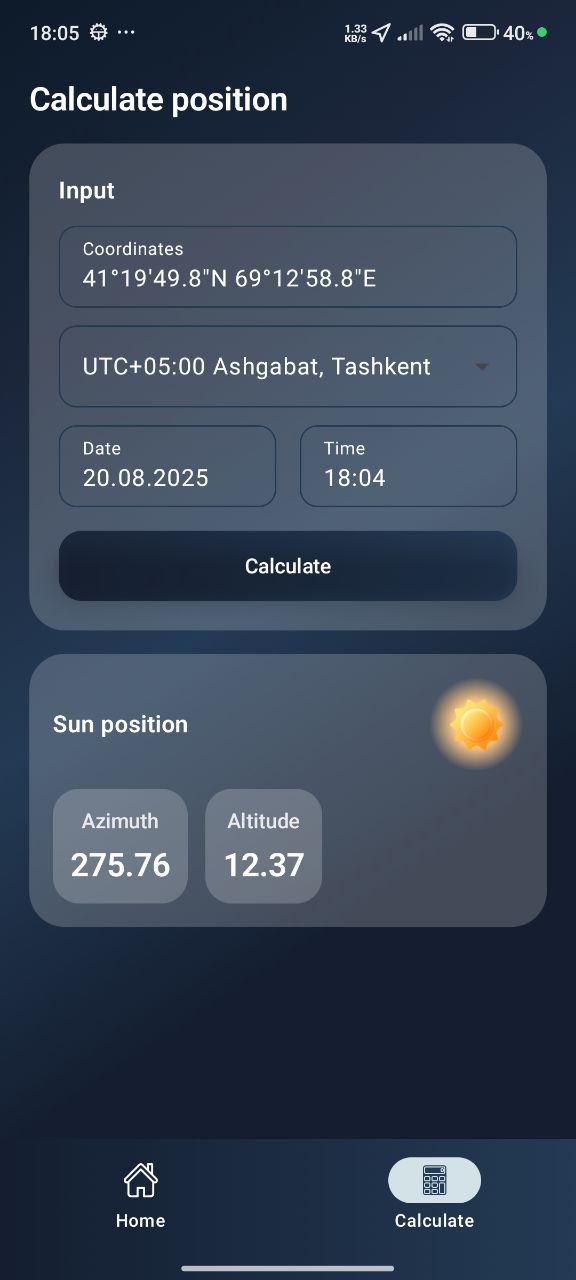 18:05 ... 1.33 KB/s 40%
Calculate position
Input
Coordinates
41°19'49.8"N 69°12'58.8"E
UTC+05:00 Ashgabat, Tashkent
Date Time
20.08.2025 18:04
Calculate
Sun position
Azimuth Altitude
275.76 12.37
Home Calculate